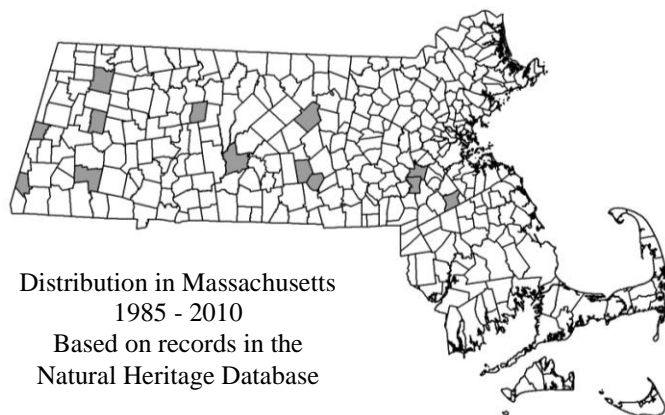 Distribution in Massachusetts
1985 - 2010
Based on records in the
Natural Heritage Database